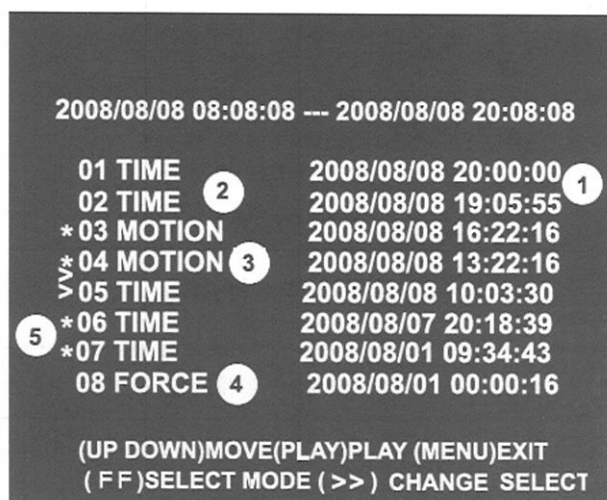 2008/08/08 08:08:08 --- 2008/08/08 20:08:08
01 TIME 2008/08/08 20:00:00 1
02 TIME 2 2008/08/08 19:05:55
*03 MOTION 2008/08/08 16:22:16
*04 MOTION 3 2008/08/08 13:22:16
>>05 TIME 2008/08/08 10:03:30
5 *06 TIME 2008/08/07 20:18:39
*07 TIME 2008/08/01 09:34:43
08 FORCE 4 2008/08/01 00:00:16
(UP DOWN)MOVE(PLAY)PLAY (MENU)EXIT
(FF)SELECT MODE (>>) CHANGE SELECT